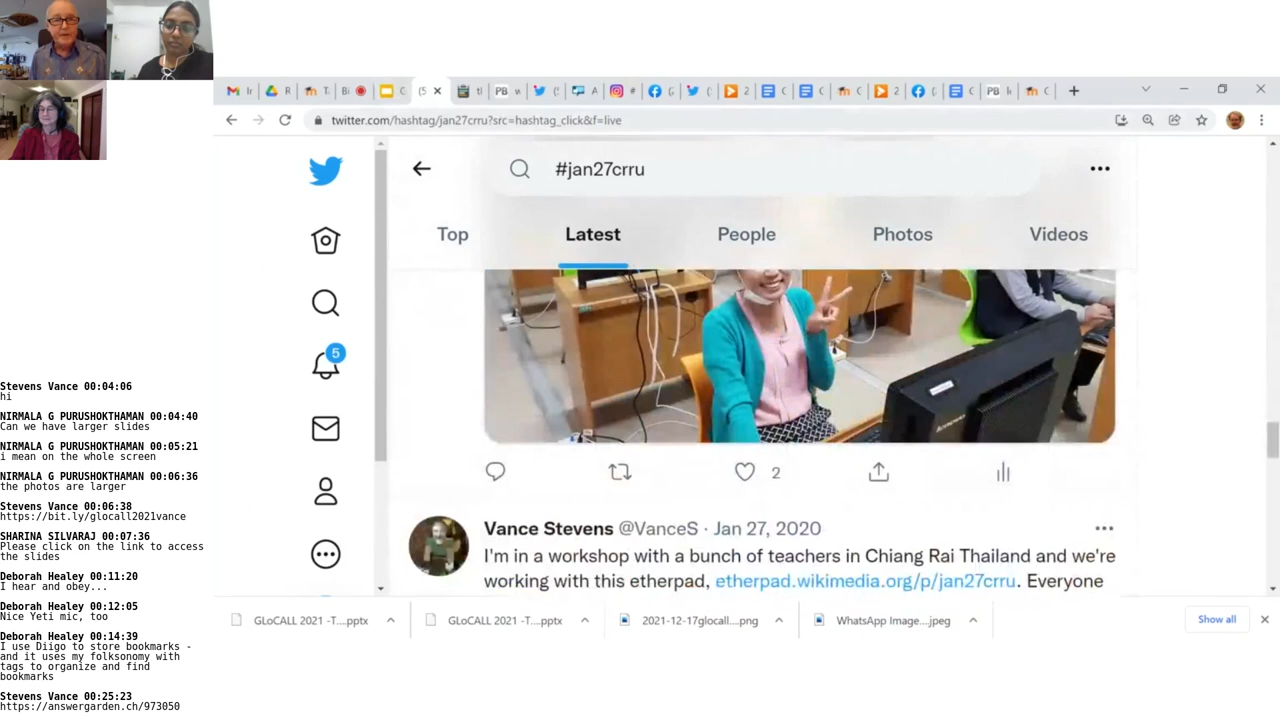 Stevens Vance 00:04:06
hi
NIRMALA G PURUSHOKTHAMAN 00:04:40
Can we have larger slides
NIRMALA G PURUSHOKTHAMAN 00:05:21
i mean on the whole screen
NIRMALA G PURUSHOKTHAMAN 00:06:36
the photos are larger
Stevens Vance 00:06:38
https://bit.ly/glocall2021vance
SHARINA SILVARAJ 00:07:36
Please click on the link to access
the slides
Deborah Healey 00:11:20
I hear and obey...
Deborah Healey 00:12:05
Nice Yeti mic, too
Deborah Healey 00:14:39
I use Diigo to store bookmarks -
and it uses my folksonomy with
tags to organize and find
bookmarks
Stevens Vance 00:25:23
https://answergarden.ch/973050
twitter.com/hashtag/jan27crru?src=hashtag_click&f=live
#jan27crru
Top Latest People Photos Videos
5
2
Vance Stevens @VanceS · Jan 27, 2020
I'm in a workshop with a bunch of teachers in Chiang Rai Thailand and we're
working with this etherpad, etherpad.wikimedia.org/p/jan27crru. Everyone
GLoCALL 2021 -T....pptx GLoCALL 2021 -T....pptx 2021-12-17glocall....png WhatsApp Image....jpeg Show all